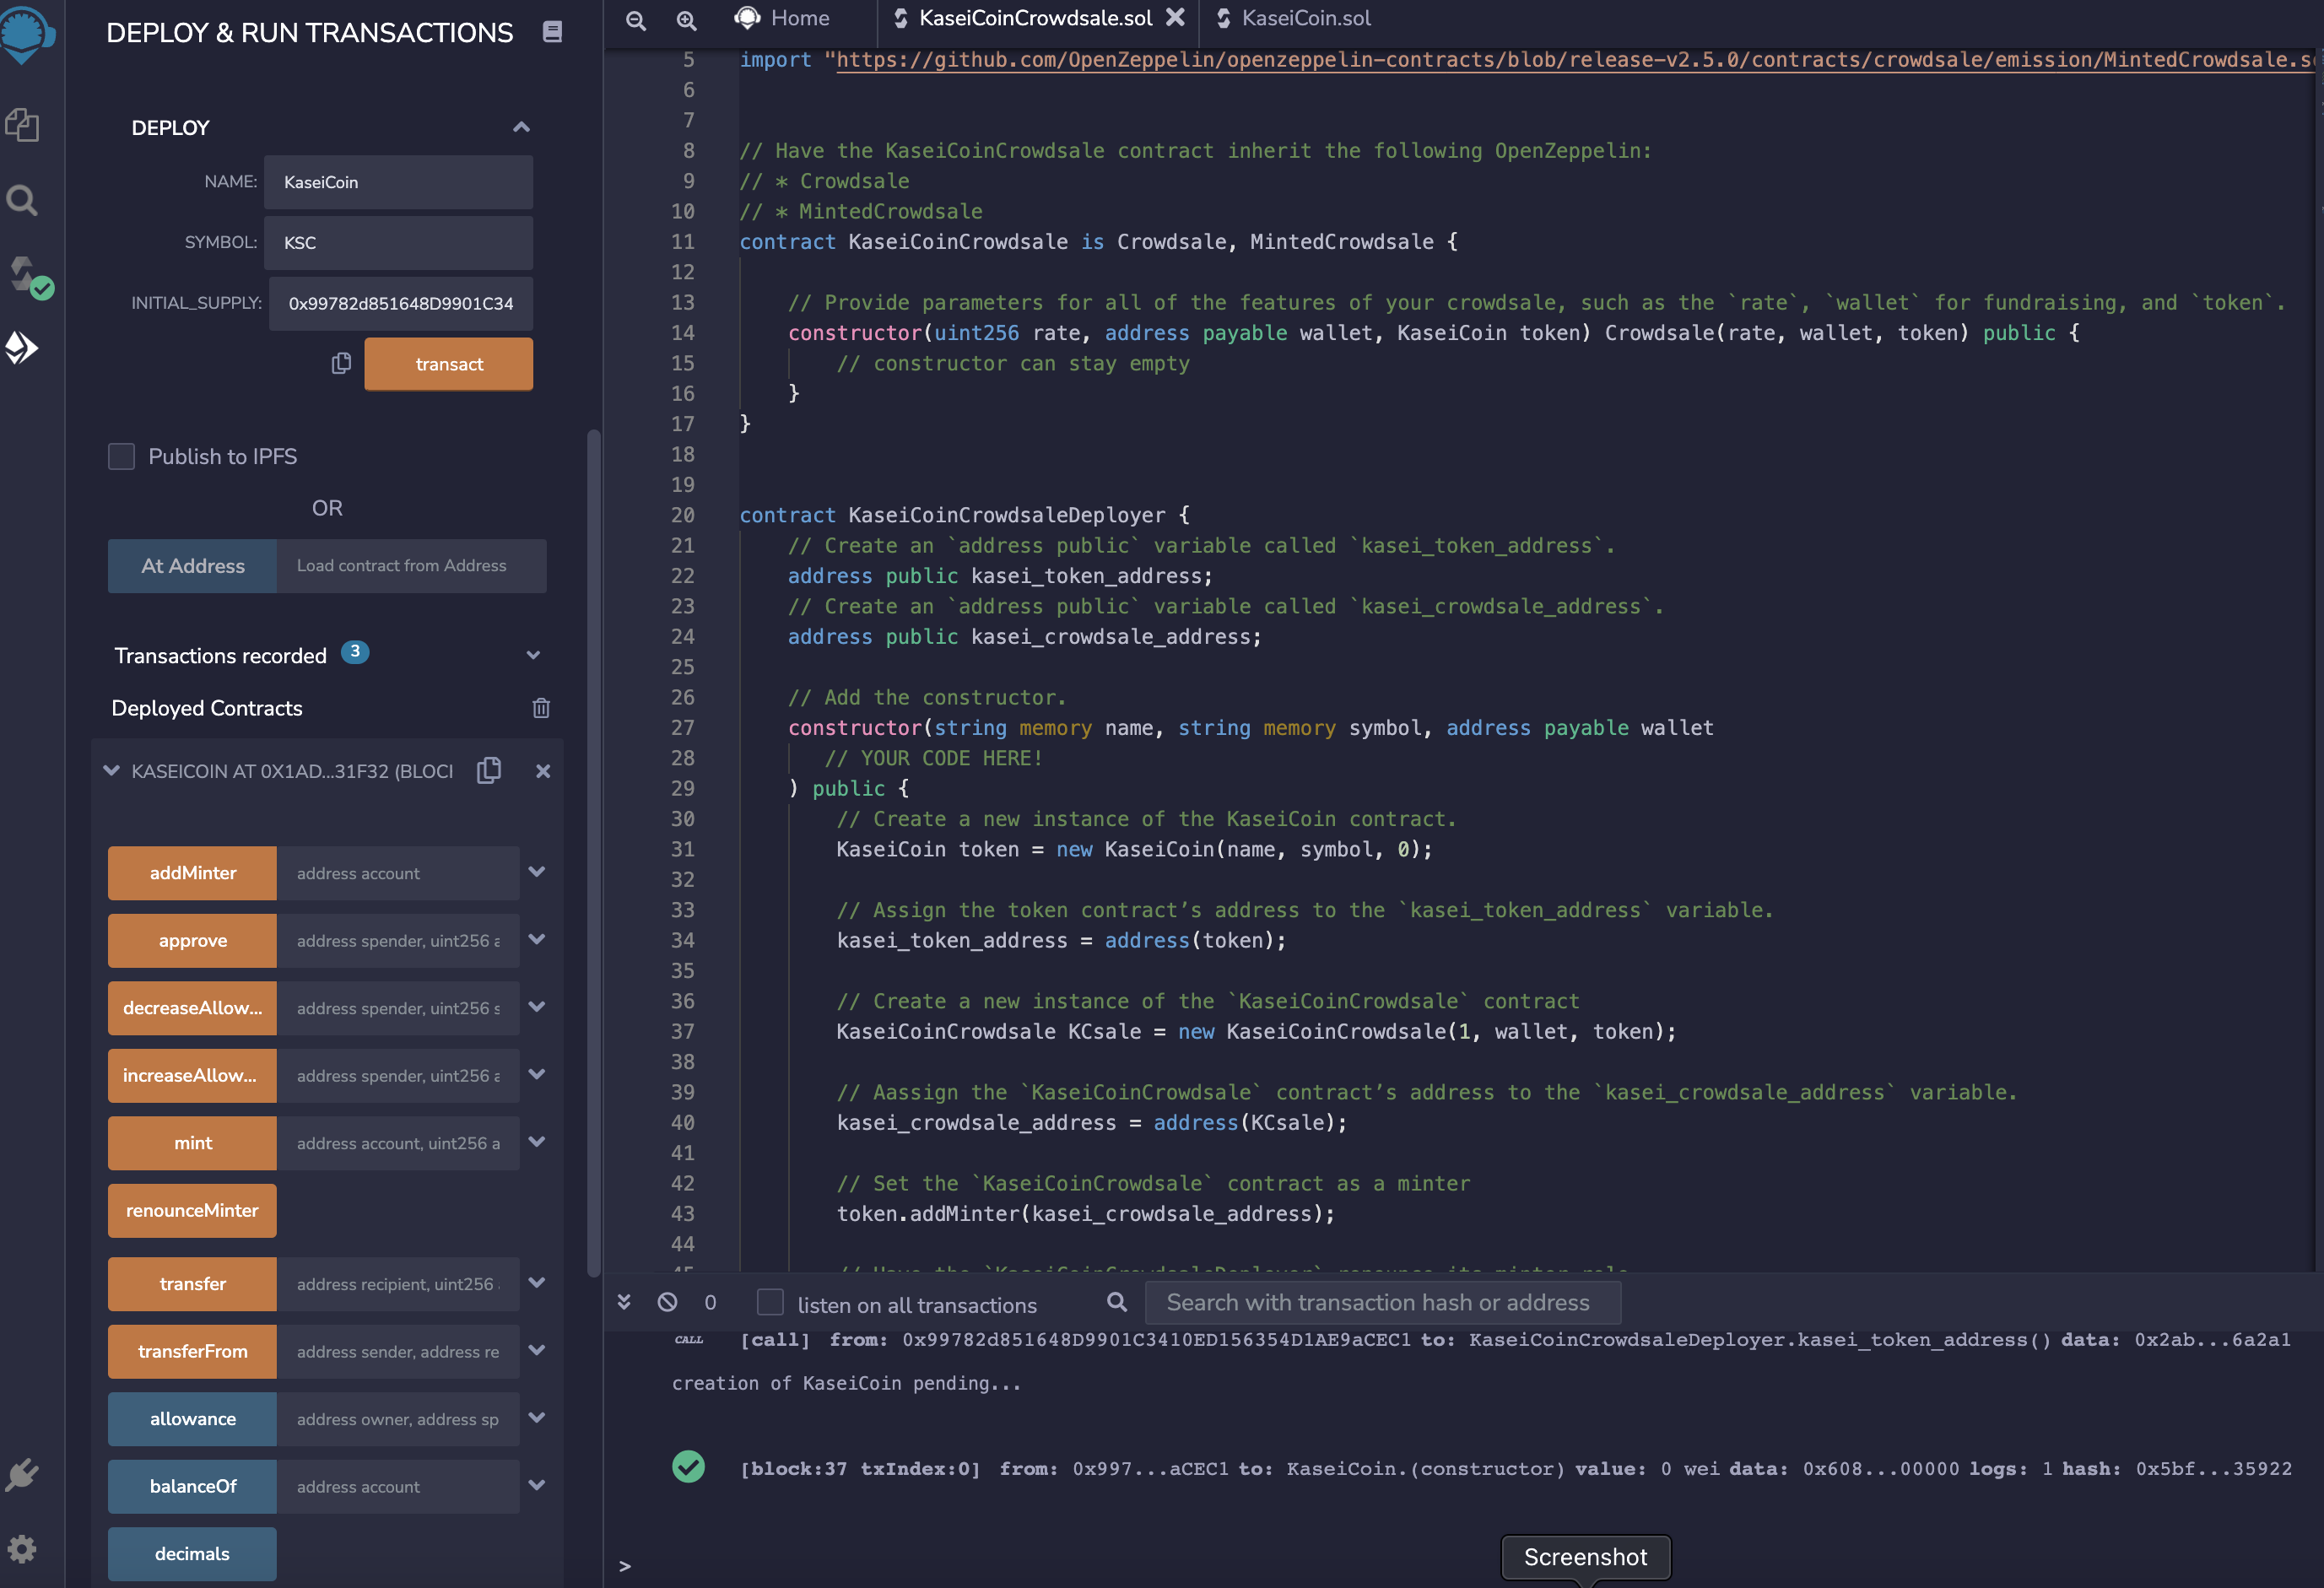 DEPLOY & RUN TRANSACTIONS
DEPLOY
NAME: KaseiCoin
SYMBOL: KSC
INITIAL_SUPPLY: 0x99782d851648D9901C34
transact
Publish to IPFS
OR
At Address Load contract from Address
Transactions recorded 3
Deployed Contracts
KASEICOIN AT 0X1AD...31F32 (BLOCI
addMinter address account
approve address spender, uint256 a
decreaseAllow... address spender, uint256 s
increaseAllow... address spender, uint256 a
mint address account, uint256 a
renounceMinter
transfer address recipient, uint256
transferFrom address sender, address re
allowance address owner, address sp
balanceOf address account
decimals
Home KaseiCoinCrowdsale.sol KaseiCoin.sol
5 import "https://github.com/OpenZeppelin/openzeppelin-contracts/blob/release-v2.5.0/contracts/crowdsale/emission/MintedCrowdsale.s
6
7
8 // Have the KaseiCoinCrowdsale contract inherit the following OpenZeppelin:
9 // * Crowdsale
10 // * MintedCrowdsale
11 contract KaseiCoinCrowdsale is Crowdsale, MintedCrowdsale {
12
13 // Provide parameters for all of the features of your crowdsale, such as the `rate`, `wallet` for fundraising, and `token`.
14 constructor(uint256 rate, address payable wallet, KaseiCoin token) Crowdsale(rate, wallet, token) public {
15 // constructor can stay empty
16 }
17 }
18
19
20 contract KaseiCoinCrowdsaleDeployer {
21 // Create an `address public` variable called `kasei_token_address`.
22 address public kasei_token_address;
23 // Create an `address public` variable called `kasei_crowdsale_address`.
24 address public kasei_crowdsale_address;
25
26 // Add the constructor.
27 constructor(string memory name, string memory symbol, address payable wallet
28 // YOUR CODE HERE!
29 ) public {
30 // Create a new instance of the KaseiCoin contract.
31 KaseiCoin token = new KaseiCoin(name, symbol, 0);
32
33 // Assign the token contract’s address to the `kasei_token_address` variable.
34 kasei_token_address = address(token);
35
36 // Create a new instance of the `KaseiCoinCrowdsale` contract
37 KaseiCoinCrowdsale KCsale = new KaseiCoinCrowdsale(1, wallet, token);
38
39 // Aassign the `KaseiCoinCrowdsale` contract’s address to the `kasei_crowdsale_address` variable.
40 kasei_crowdsale_address = address(KCsale);
41
42 // Set the `KaseiCoinCrowdsale` contract as a minter
43 token.addMinter(kasei_crowdsale_address);
44
45 // Have the `KaseiCoinCrowdsaleDeployer` renounce its minter role
0 listen on all transactions Search with transaction hash or address
CALL [call] from: 0x99782d851648D9901C3410ED156354D1AE9aCEC1 to: KaseiCoinCrowdsaleDeployer.kasei_token_address() data: 0x2ab...6a2a1
creation of KaseiCoin pending...
[block:37 txIndex:0] from: 0x997...aCEC1 to: KaseiCoin.(constructor) value: 0 wei data: 0x608...00000 logs: 1 hash: 0x5bf...35922
>
Screenshot